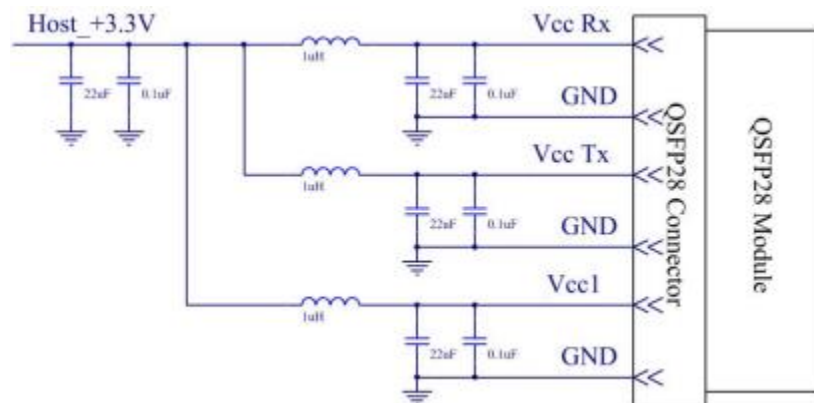 Host_+3.3V
Vcc Rx
1uH
22uF
0.1uF
22uF
0.1uF
GND
Vcc Tx
1uH
22uF
0.1uF
GND
Vcc1
1uH
22uF
0.1uF
GND
QSFP28 Connector
QSFP28 Module